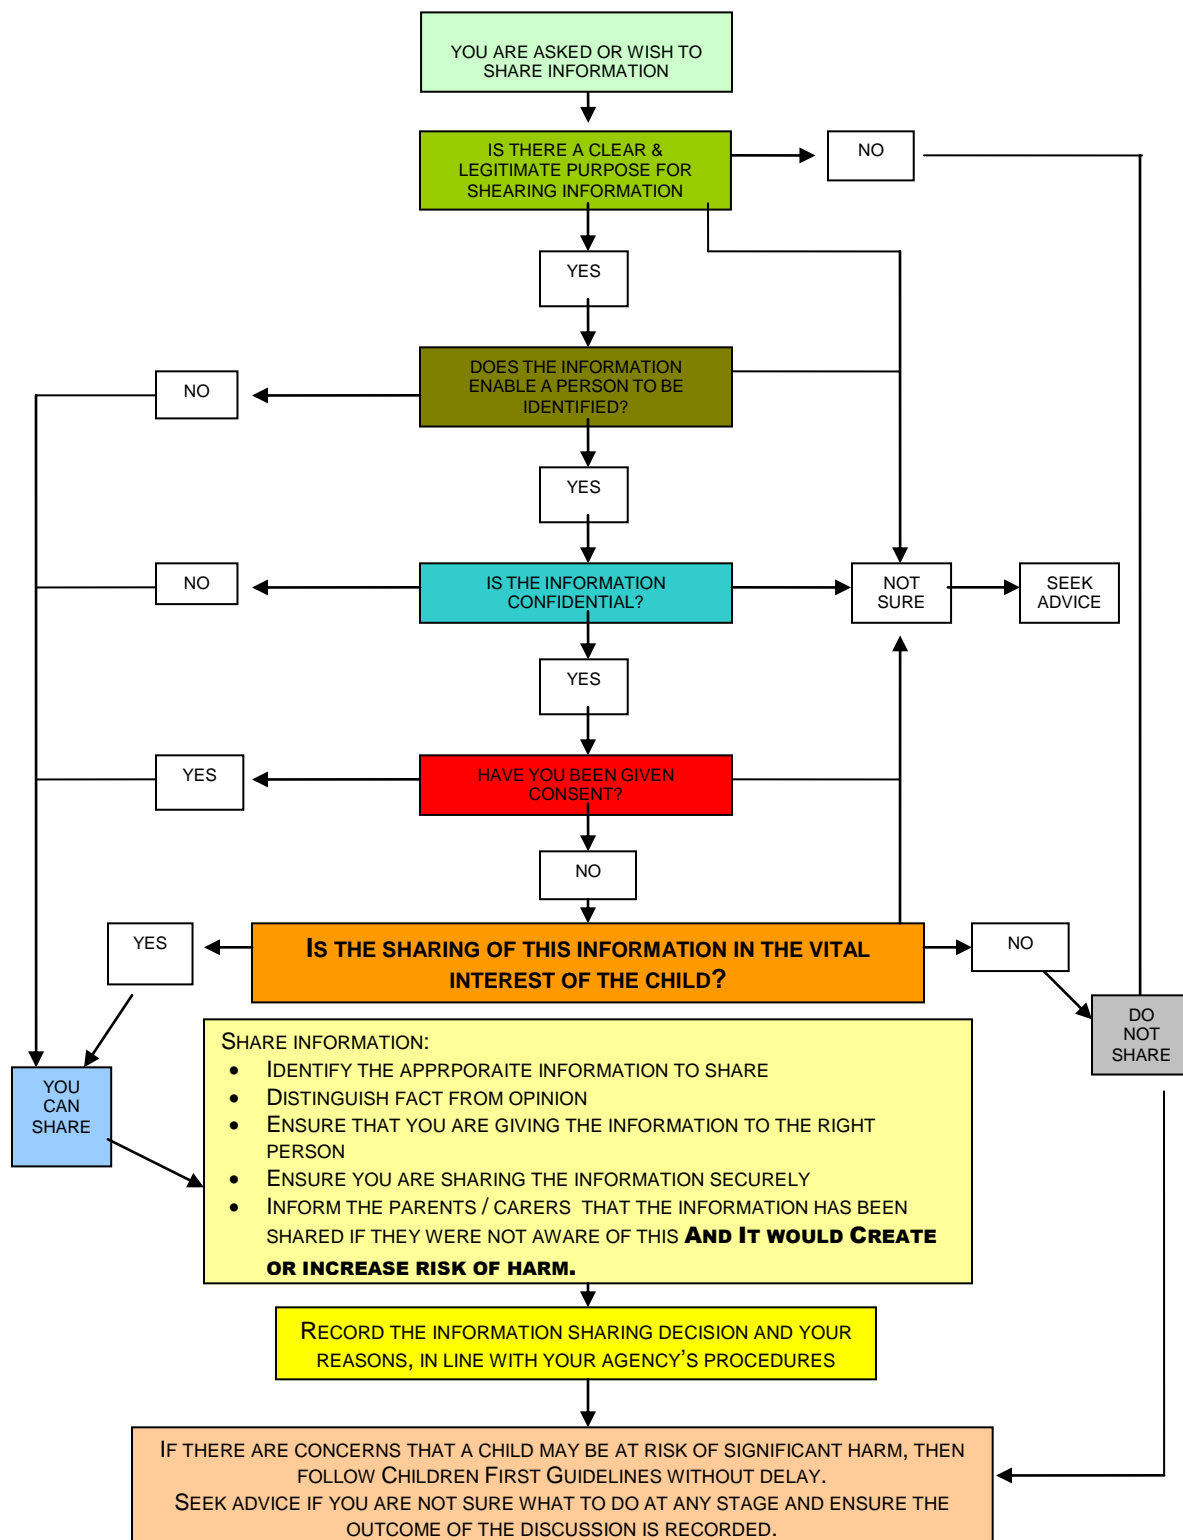 YOU ARE ASKED OR WISH TO
SHARE INFORMATION
IS THERE A CLEAR &
LEGITIMATE PURPOSE FOR
SHEARING INFORMATION
NO
YES
DOES THE INFORMATION
ENABLE A PERSON TO BE
IDENTIFIED?
NO
YES
NO
IS THE INFORMATION
CONFIDENTIAL?
NOT
SURE
SEEK
ADVICE
YES
YES
HAVE YOU BEEN GIVEN
CONSENT?
NO
YES
IS THE SHARING OF THIS INFORMATION IN THE VITAL
INTEREST OF THE CHILD?
NO
DO
NOT
SHARE
YOU
CAN
SHARE
SHARE INFORMATION:
• IDENTIFY THE APPRPORAITE INFORMATION TO SHARE
• DISTINGUISH FACT FROM OPINION
• ENSURE THAT YOU ARE GIVING THE INFORMATION TO THE RIGHT
PERSON
• ENSURE YOU ARE SHARING THE INFORMATION SECURELY
• INFORM THE PARENTS / CARERS THAT THE INFORMATION HAS BEEN
SHARED IF THEY WERE NOT AWARE OF THIS AND IT WOULD CREATE
OR INCREASE RISK OF HARM.
RECORD THE INFORMATION SHARING DECISION AND YOUR
REASONS, IN LINE WITH YOUR AGENCY'S PROCEDURES
IF THERE ARE CONCERNS THAT A CHILD MAY BE AT RISK OF SIGNIFICANT HARM, THEN
FOLLOW CHILDREN FIRST GUIDELINES WITHOUT DELAY.
SEEK ADVICE IF YOU ARE NOT SURE WHAT TO DO AT ANY STAGE AND ENSURE THE
OUTCOME OF THE DISCUSSION IS RECORDED.